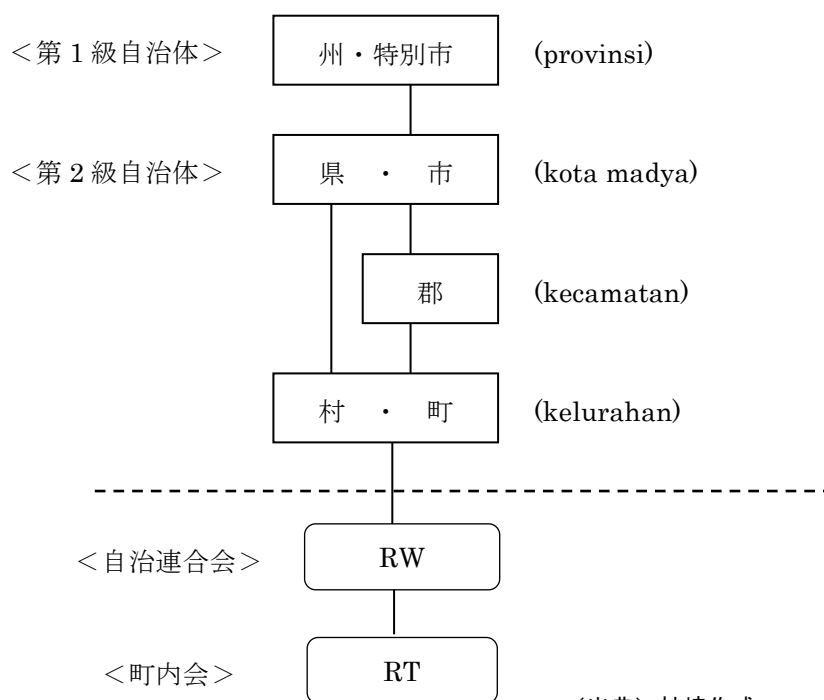 ＜第 1 級自治体＞ 州・特別市 (provinsi)
＜第 2 級自治体＞ 県 ・ 市 (kota madya)
郡 (kecamatan)
村 ・ 町 (kelurahan)
＜自治連合会＞ RW
＜町内会＞ RT